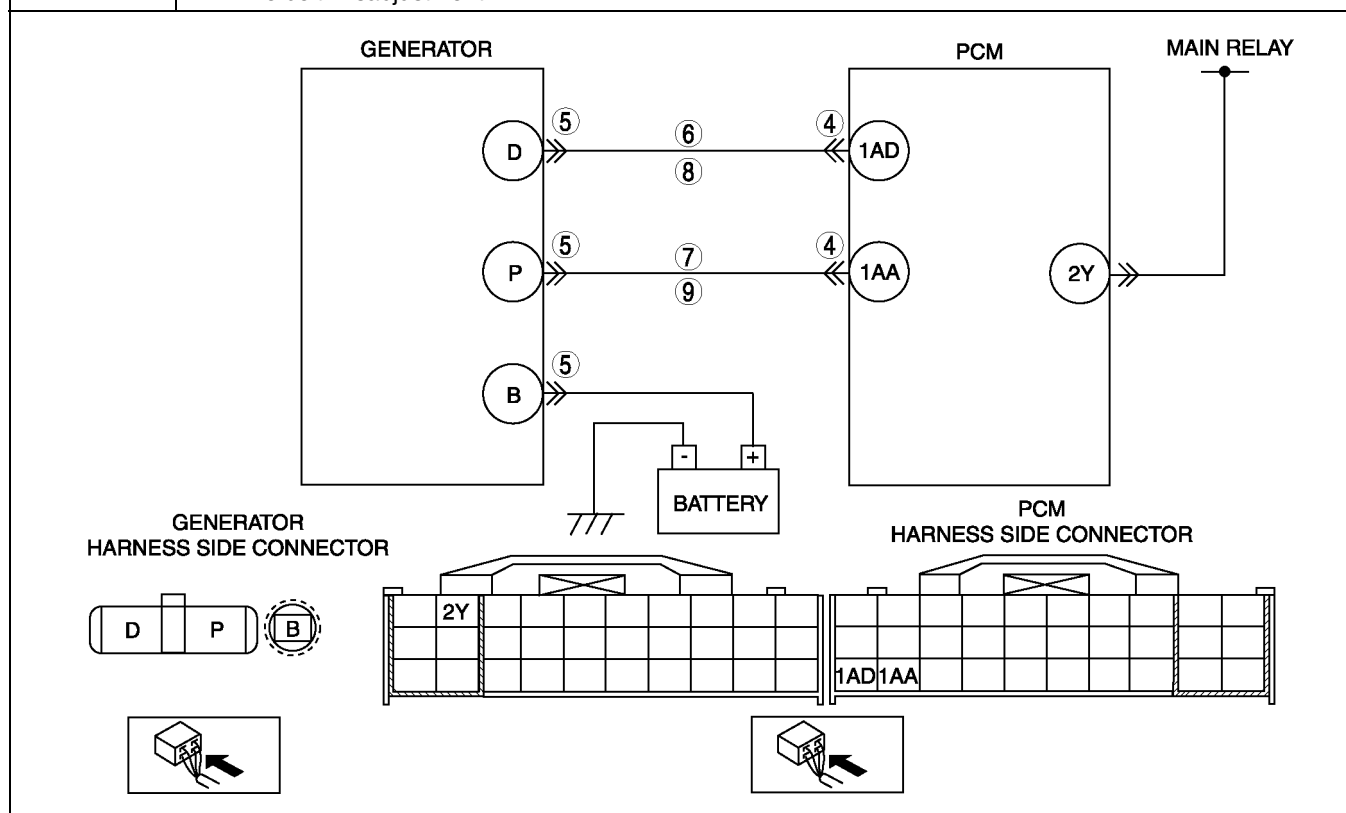 GENERATOR
PCM
MAIN RELAY
5
6
4
D
1AD
8
5
7
4
P
1AA
2Y
9
5
B
- +
BATTERY
GENERATOR
HARNESS SIDE CONNECTOR
PCM
HARNESS SIDE CONNECTOR
D P B
2Y
1AD 1AA